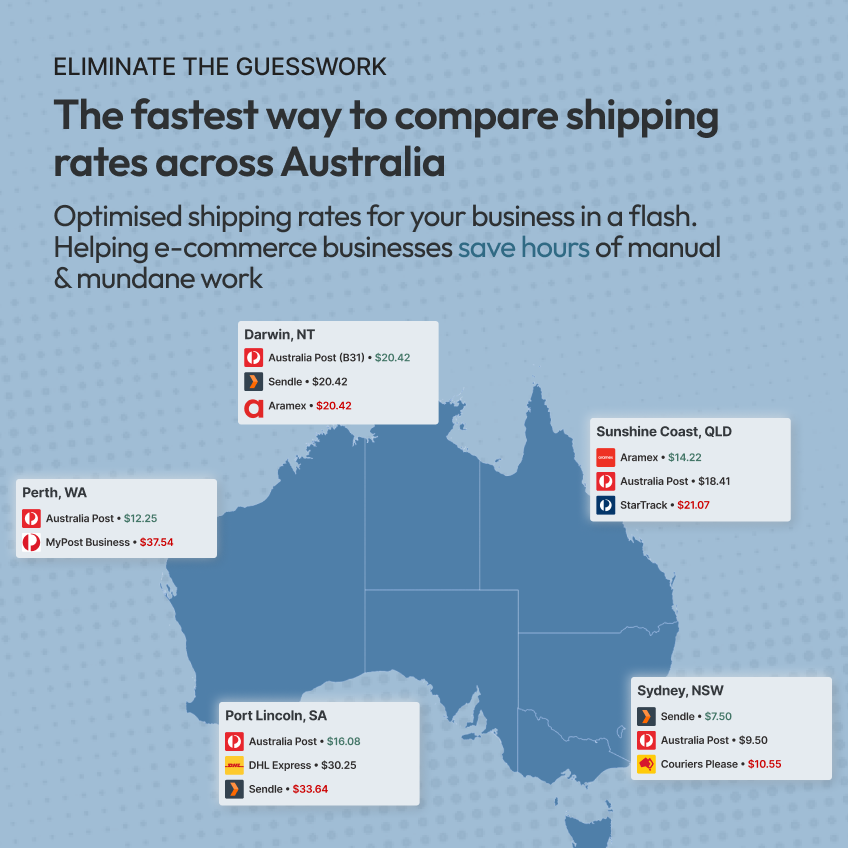 ELIMINATE THE GUESSWORK
The fastest way to compare shipping
rates across Australia
Optimised shipping rates for your business in a flash.
Helping e-commerce businesses save hours of manual
& mundane work
Darwin, NT
Australia Post (B31) • $20.42
Sendle • $20.42
Aramex • $20.42
Sunshine Coast, QLD
Aramex • $14.22
Australia Post • $18.41
StarTrack • $21.07
Perth, WA
Australia Post • $12.25
MyPost Business • $37.54
Port Lincoln, SA
Australia Post • $16.08
DHL Express • $30.25
Sendle • $33.64
Sydney, NSW
Sendle • $7.50
Australia Post • $9.50
Couriers Please • $10.55